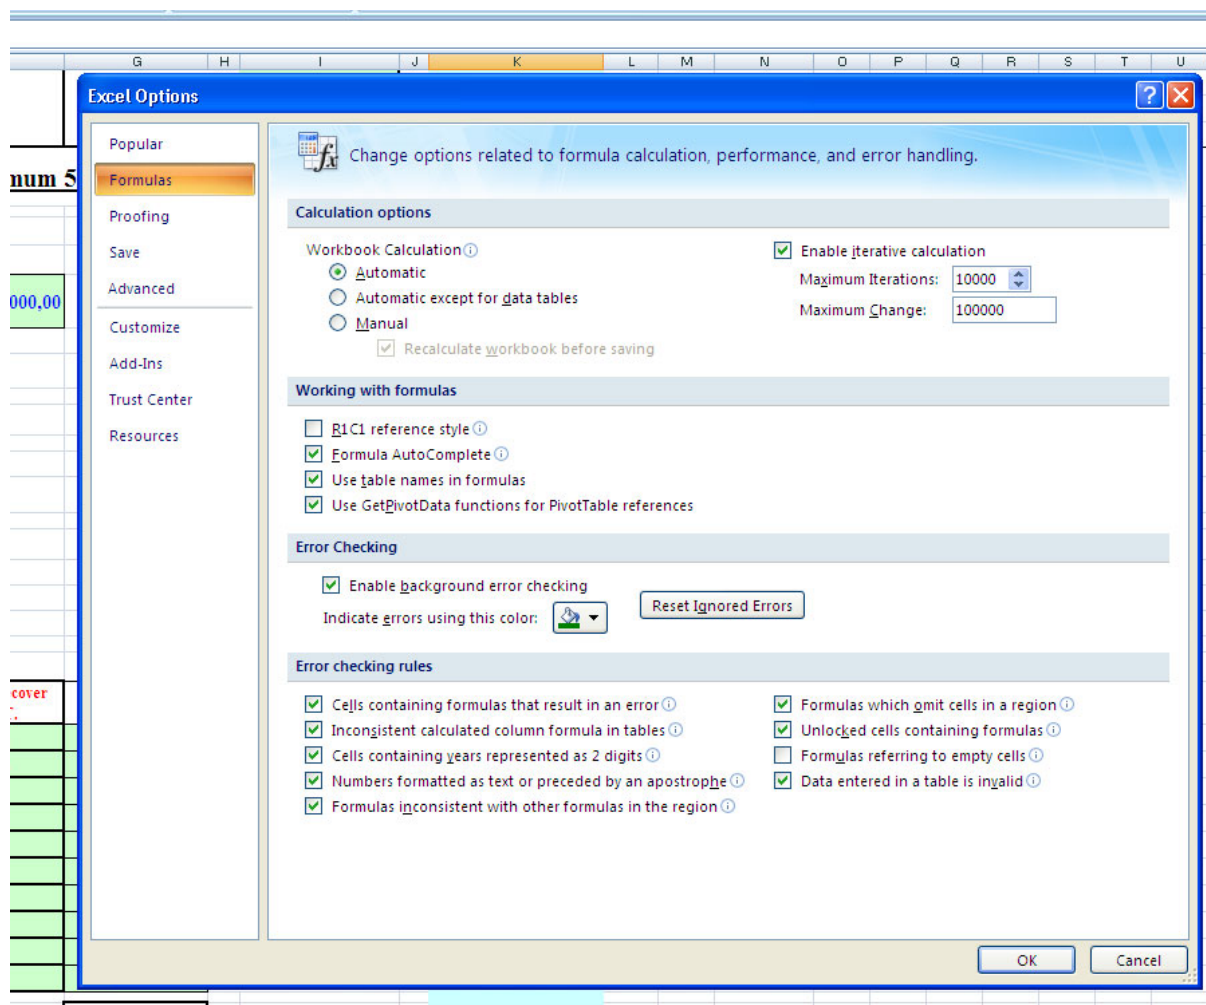 G H I J K L M N O P Q R S T U
Excel Options
?
Popular
Formulas
Proofing
Save
Advanced
Customize
Add-Ins
Trust Center
Resources
Change options related to formula calculation, performance, and error handling.
Calculation options
Workbook Calculation
Automatic
Automatic except for data tables
Manual
Recalculate workbook before saving
Enable iterative calculation
Maximum Iterations: 10000
Maximum Change: 100000
Working with formulas
R1C1 reference style
Formula AutoComplete
Use table names in formulas
Use GetPivotData functions for PivotTable references
Error Checking
Enable background error checking
Indicate errors using this color:
Reset Ignored Errors
Error checking rules
Cells containing formulas that result in an error
Inconsistent calculated column formula in tables
Cells containing years represented as 2 digits
Numbers formatted as text or preceded by an apostrophe
Formulas inconsistent with other formulas in the region
Formulas which omit cells in a region
Unlocked cells containing formulas
Formulas referring to empty cells
Data entered in a table is invalid
OK
Cancel
mum 5
000,00
cover